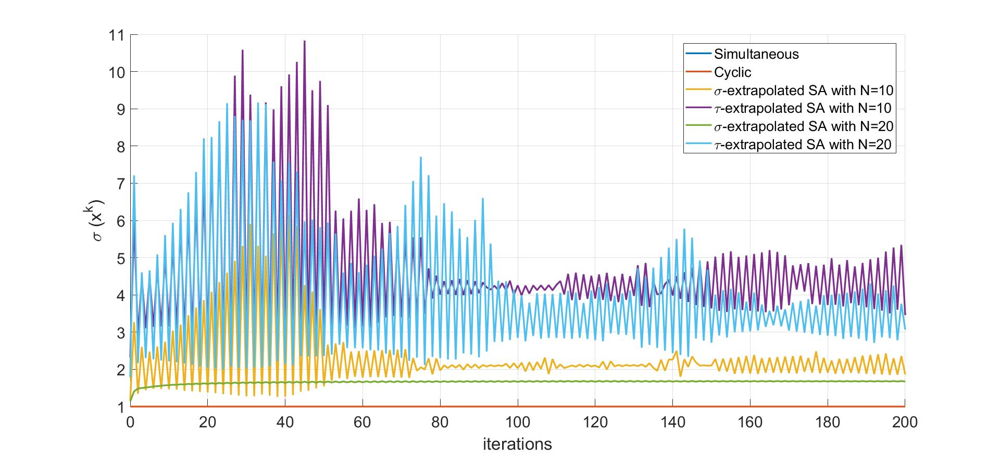 11
10
9
8
7
6
5
4
3
2
1
σ (x^k)
Simultaneous
Cyclic
σ-extrapolated SA with N=10
τ-extrapolated SA with N=10
σ-extrapolated SA with N=20
τ-extrapolated SA with N=20
0 20 40 60 80 100 120 140 160 180 200
iterations